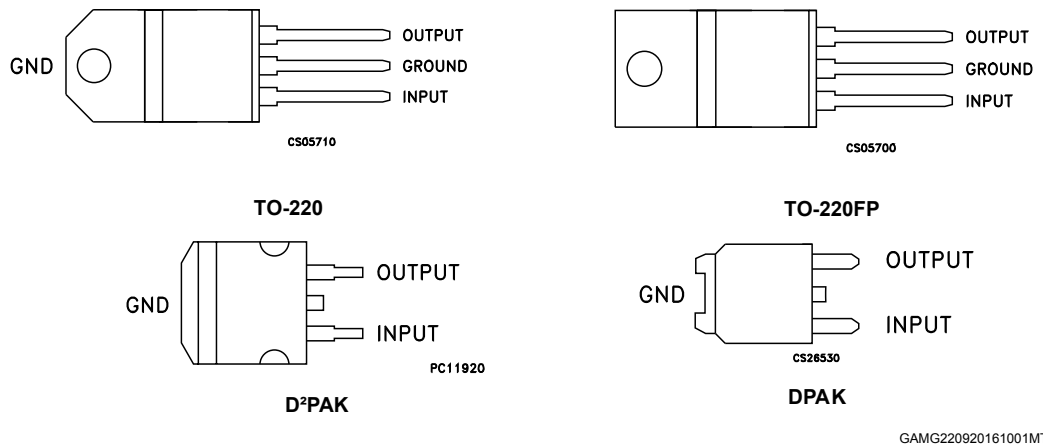 GND
OUTPUT
GROUND
INPUT
CS05710
TO-220
OUTPUT
GROUND
INPUT
CS05700
TO-220FP
GND
OUTPUT
INPUT
PC11920
D²PAK
GND
OUTPUT
INPUT
CS26530
DPAK